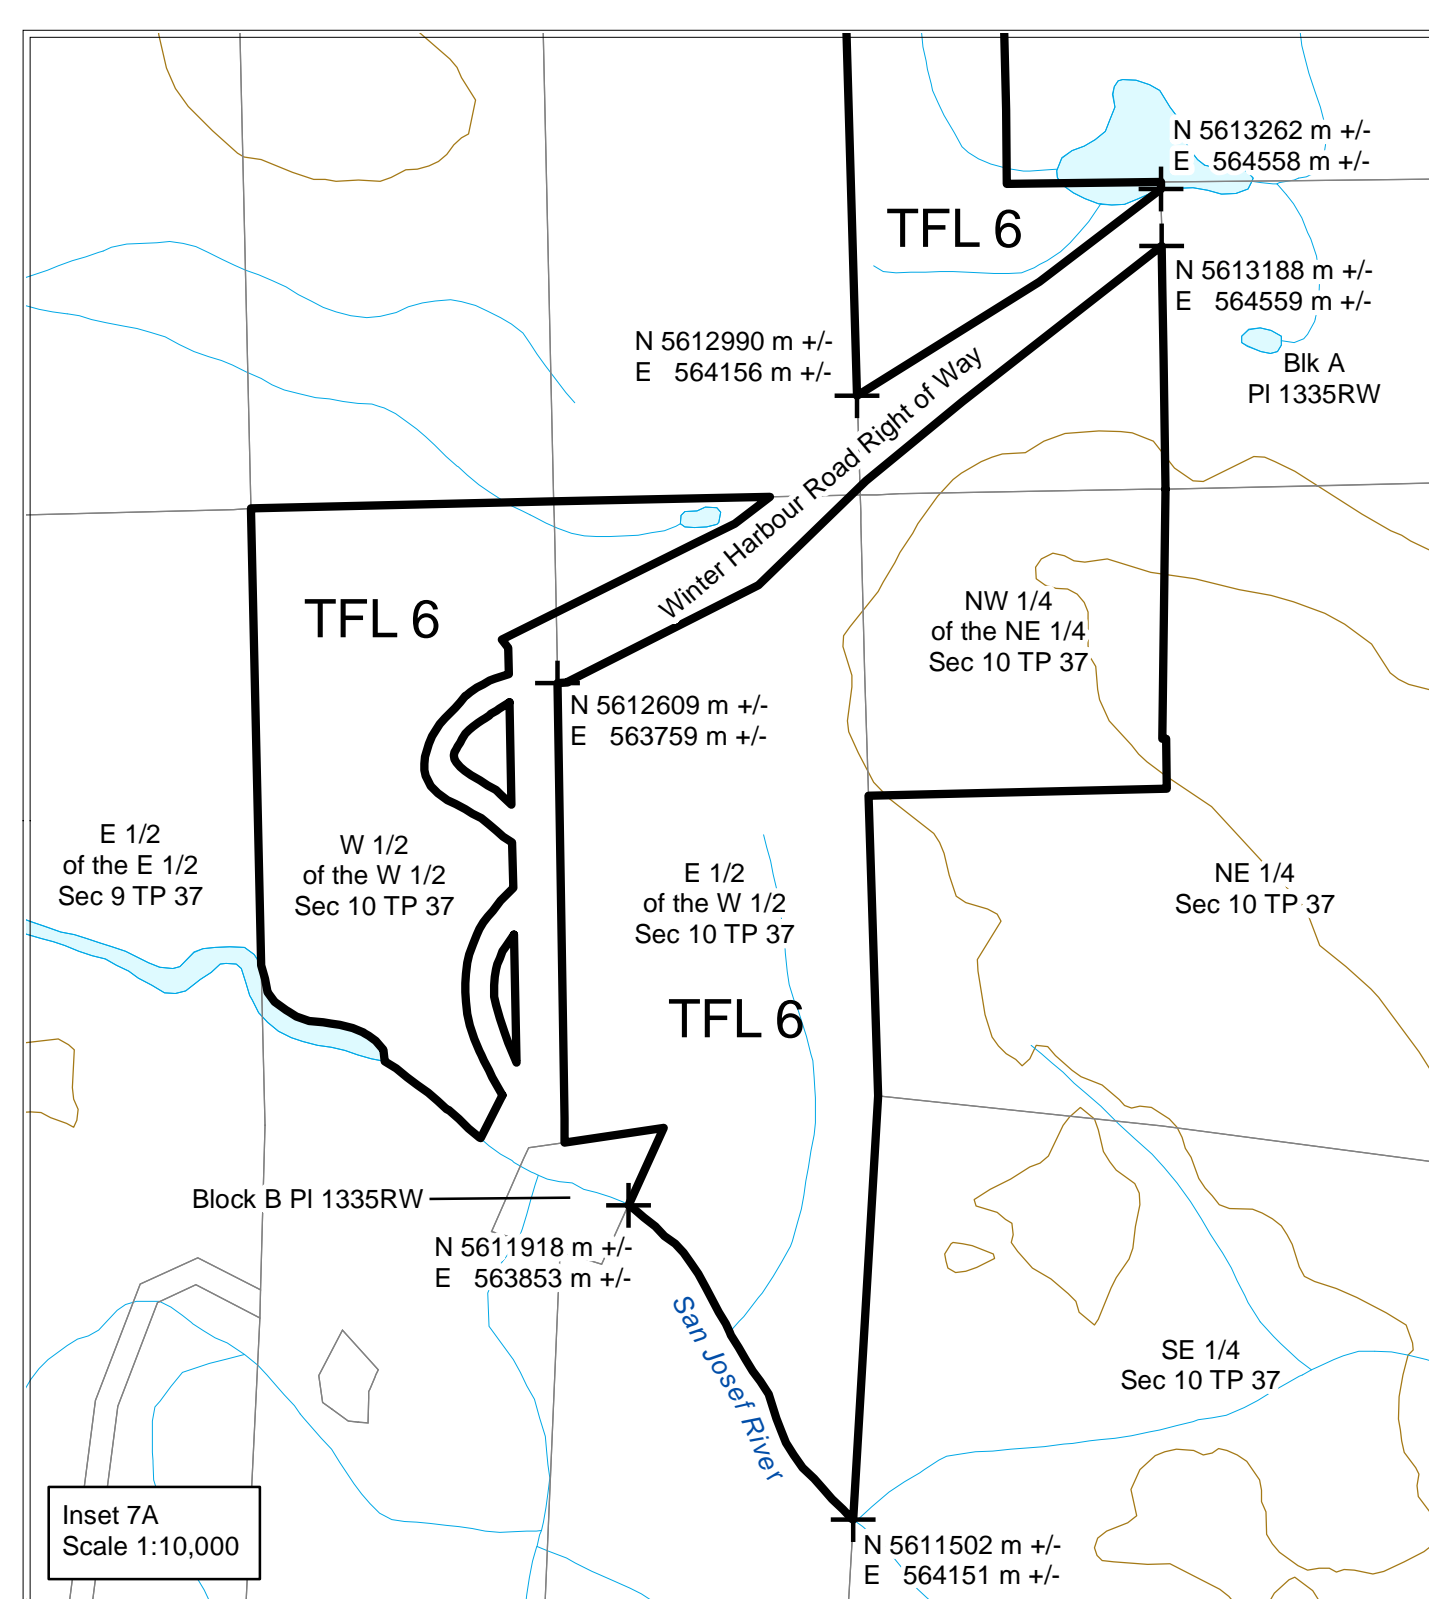 N 5613262 m +/-
E 564558 m +/-
TFL 6
N 5613188 m +/-
E 564559 m +/-
N 5612990 m +/-
E 564156 m +/-
Blk A
Pl 1335RW
Winter Harbour Road Right of Way
TFL 6
NW 1/4
of the NE 1/4
Sec 10 TP 37
N 5612609 m +/-
E 563759 m +/-
E 1/2
of the E 1/2
Sec 9 TP 37
W 1/2
of the W 1/2
Sec 10 TP 37
E 1/2
of the W 1/2
Sec 10 TP 37
NE 1/4
Sec 10 TP 37
TFL 6
Block B Pl 1335RW
N 5611918 m +/-
E 563853 m +/-
San Josef River
SE 1/4
Sec 10 TP 37
Inset 7A
Scale 1:10,000
N 5611502 m +/-
E 564151 m +/-